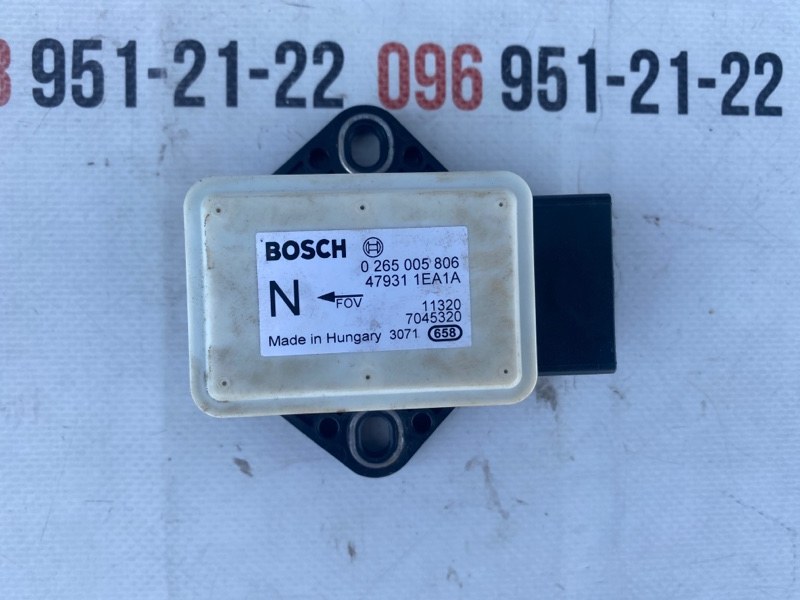 951-21-22 096 951-21-22
BOSCH
0 265 005 806
47931 1EA1A
N
FOV
11320
7045320
Made in Hungary 3071 658